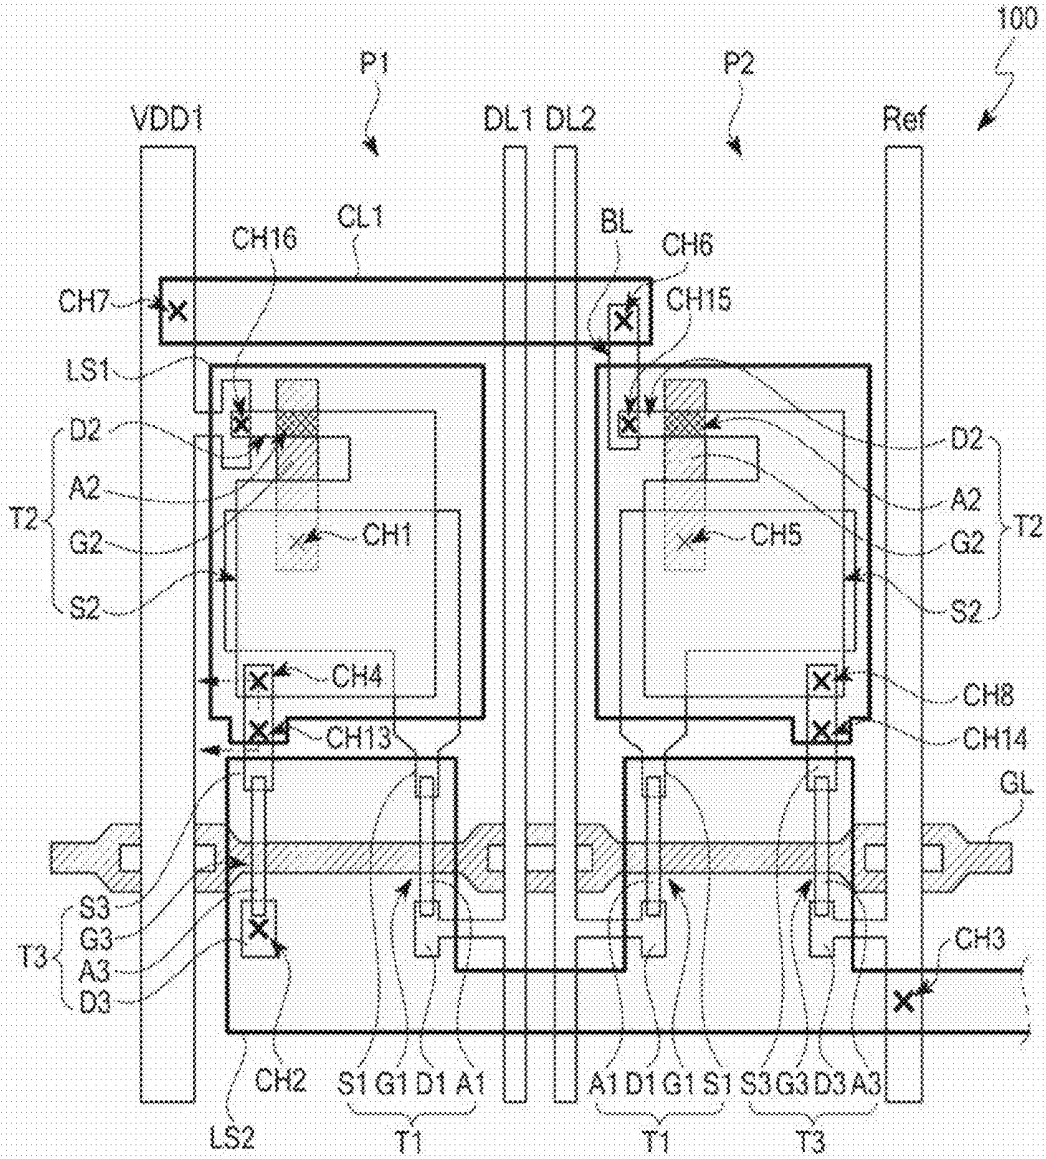 100
P1
P2
VDD1
DL1
DL2
Ref
CL1
BL
CH16
CH6
CH7
CH15
LS1
D2
D2
A2
A2
T2
G2
CH1
CH5
G2
T2
S2
S2
CH4
CH8
CH13
CH14
GL
S3
G3
T3
A3
D3
CH3
CH2
S1 G1 D1 A1
A1 D1 G1 S1
S3 G3 D3 A3
LS2
T1
T1
T3